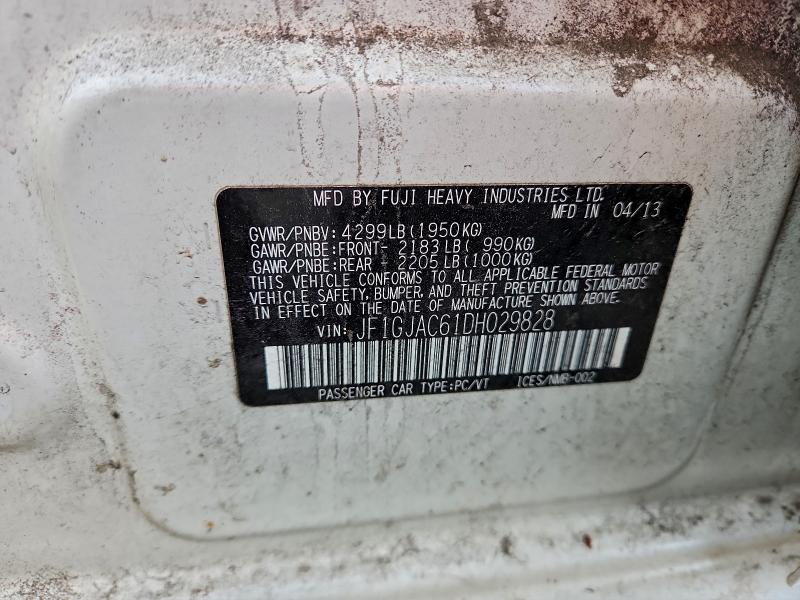 MFD BY FUJI HEAVY INDUSTRIES LTD.
MFD IN 04/13
GVWR/PNBV: 4299LB(1950KG)
GAWR/PNBE:FRONT- 2183LB( 990KG)
GAWR/PNBE:REAR 2205LB(1000KG)
THIS VEHICLE CONFORMS TO ALL APPLICABLE FEDERAL MOTOR
VEHICLE SAFETY, BUMPER, AND THEFT PREVENTION STANDARDS
IN EFFECT ON THE DATE OF MANUFACTURE SHOWN ABOVE.
VIN: JF1GJAC61DH029828
PASSENGER CAR TYPE:PC/VT ICES/NMB-002